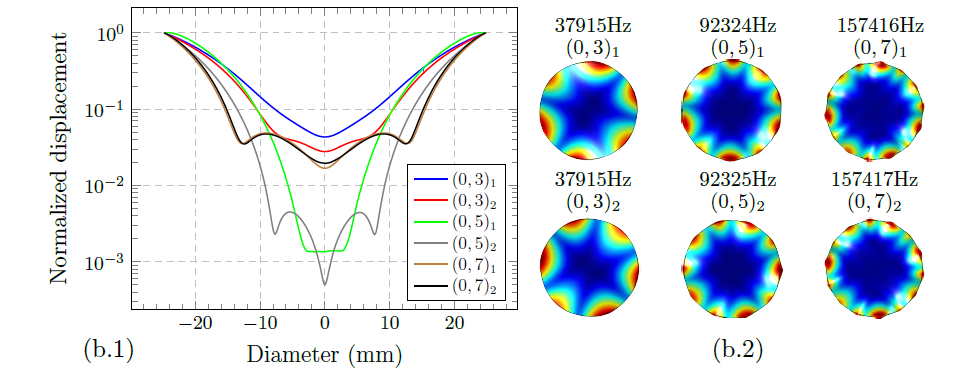 Normalized displacement
10^0
10^{-1}
10^{-2}
10^{-3}
(0, 3)_1
(0, 3)_2
(0, 5)_1
(0, 5)_2
(0, 7)_1
(0, 7)_2
−20 −10 0 10 20
Diameter (mm)
(b.1)
37915Hz 92324Hz 157416Hz
(0, 3)_1 (0, 5)_1 (0, 7)_1
37915Hz 92325Hz 157417Hz
(0, 3)_2 (0, 5)_2 (0, 7)_2
(b.2)